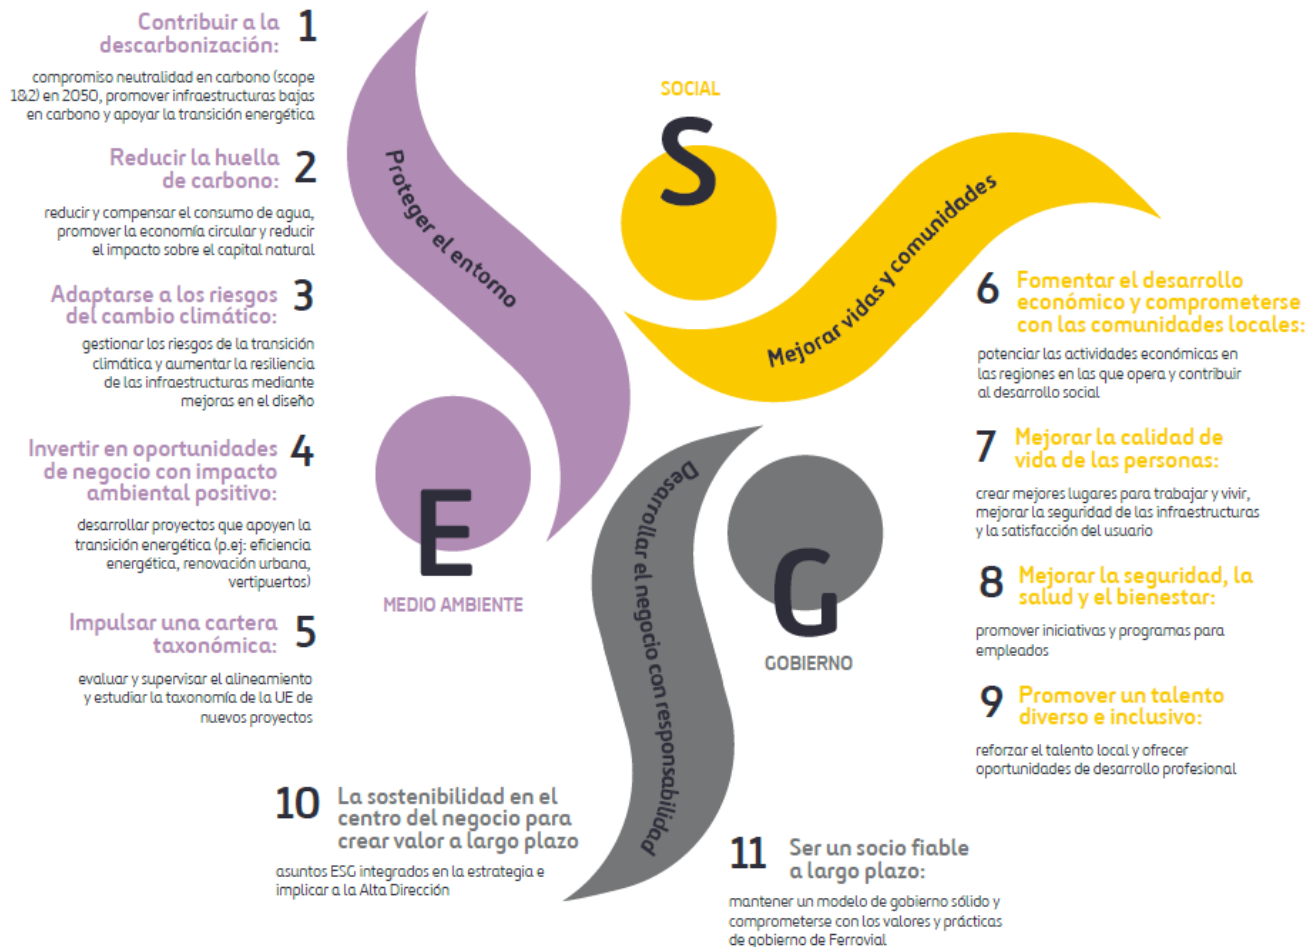 1
Contribuir a la
descarbonización:
compromiso neutralidad en carbono (scope
1&2) en 2050, promover infraestructuras bajas
en carbono y apoyar la transición energética
2
Reducir la huella
de carbono:
reducir y compensar el consumo de agua,
promover la economía circular y reducir
el impacto sobre el capital natural
3
Adaptarse a los riesgos
del cambio climático:
gestionar los riesgos de la transición
climática y aumentar la resiliencia
de las infraestructuras mediante
mejoras en el diseño
4
Invertir en oportunidades
de negocio con impacto
ambiental positivo:
desarrollar proyectos que apoyen la
transición energética (p.ej: eficiencia
energética, renovación urbana,
vertipuertos)
5
Impulsar una cartera
taxonómica:
evaluar y supervisar el alineamiento
y estudiar la taxonomía de la UE de
nuevos proyectos
Proteger el entorno
E
MEDIO AMBIENTE
SOCIAL
S
Mejorar vidas y comunidades
6
Fomentar el desarrollo
económico y comprometerse
con las comunidades locales:
potenciar las actividades económicas en
las regiones en las que opera y contribuir
al desarrollo social
7
Mejorar la calidad de
vida de las personas:
crear mejores lugares para trabajar y vivir,
mejorar la seguridad de las infraestructuras
y la satisfacción del usuario
8
Mejorar la seguridad, la
salud y el bienestar:
promover iniciativas y programas para
empleados
9
Promover un talento
diverso e inclusivo:
reforzar el talento local y ofrecer
oportunidades de desarrollo profesional
Desarrollar el negocio con responsabilidad
G
GOBIERNO
10
La sostenibilidad en el
centro del negocio para
crear valor a largo plazo
asuntos ESG integrados en la estrategia e
implicar a la Alta Dirección
11
Ser un socio fiable
a largo plazo:
mantener un modelo de gobierno sólido y
comprometerse con los valores y prácticas
de gobierno de Ferrovial